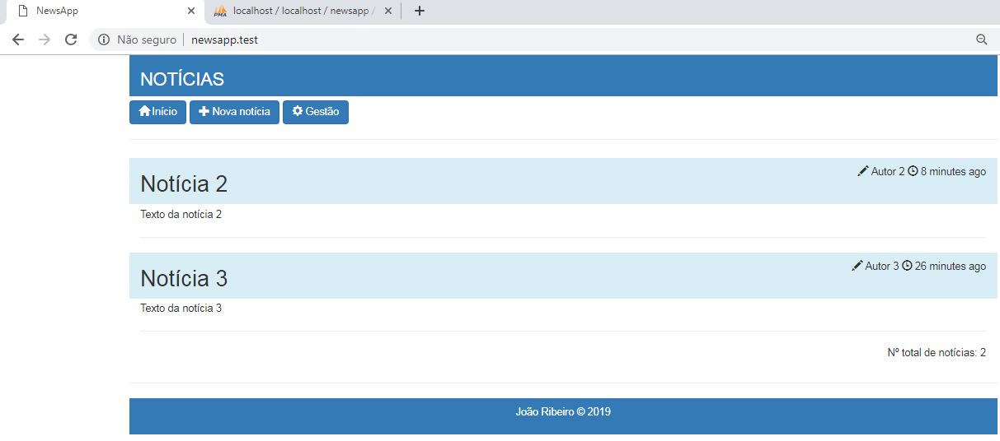 NewsApp
PMA localhost / localhost / newsapp /
Não seguro newsapp.test
NOTÍCIAS
Início Nova notícia Gestão
Notícia 2
Autor 2 8 minutes ago
Texto da notícia 2
Notícia 3
Autor 3 26 minutes ago
Texto da notícia 3
Nº total de notícias: 2
João Ribeiro © 2019